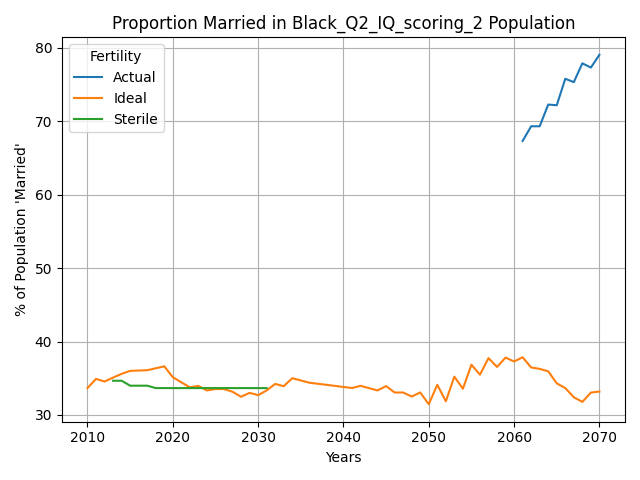 Proportion Married in Black_Q2_IQ_scoring_2 Population
Fertility
Actual
Ideal
Sterile
% of Population 'Married'
80
70
60
50
40
30
2010
2020
2030
2040
2050
2060
2070
Years